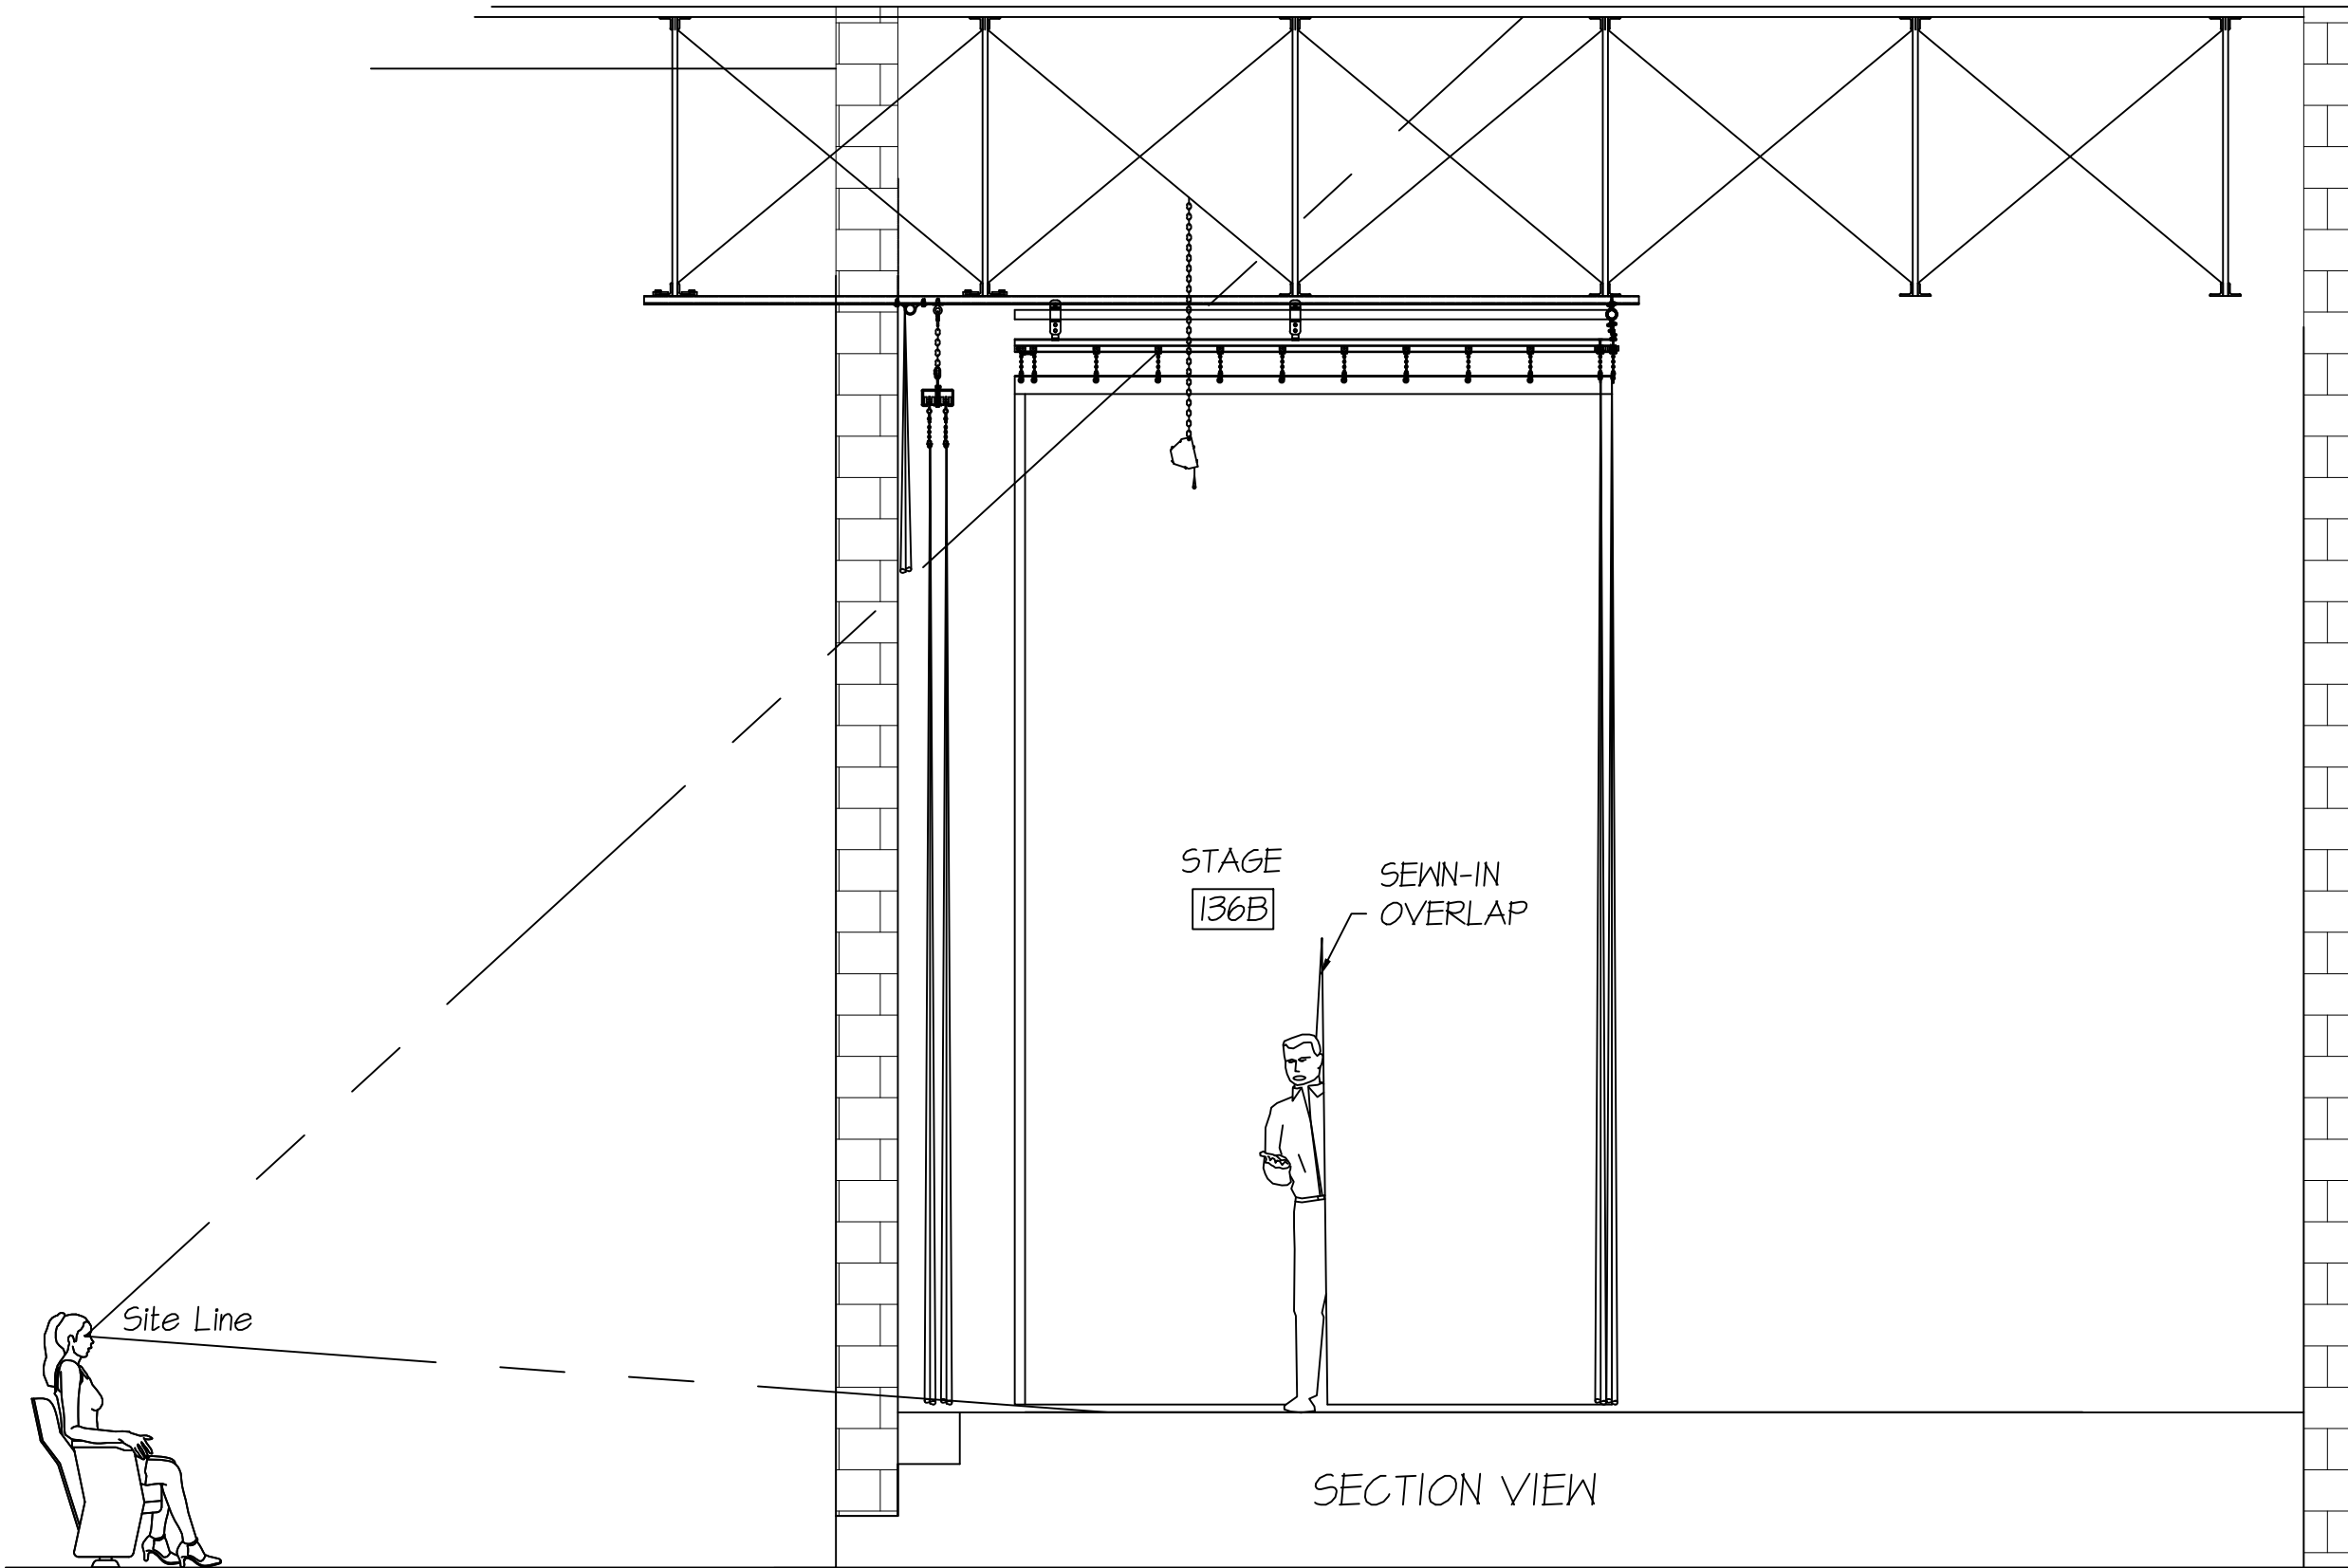 STAGE
136B
SEWN-IN
OVERLAP
Site Line
SECTION VIEW